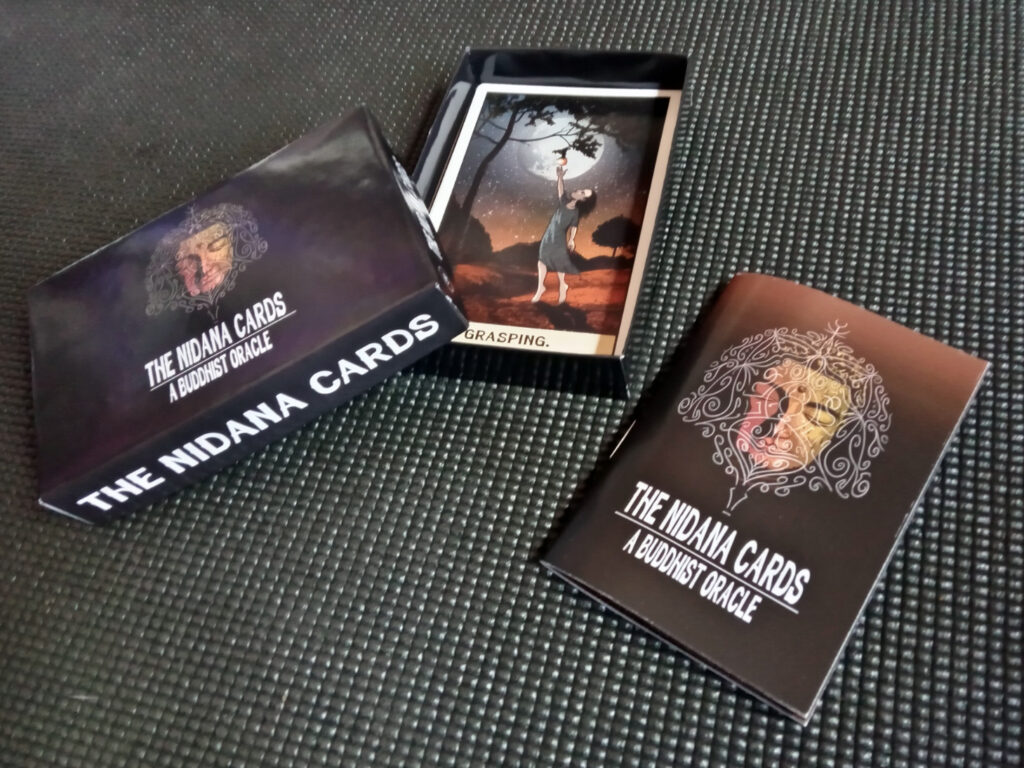 THE NIDANA CARDS
A BUDDHIST ORACLE
THE NIDANA CARDS
GRASPING.
THE NIDANA CARDS
A BUDDHIST ORACLE